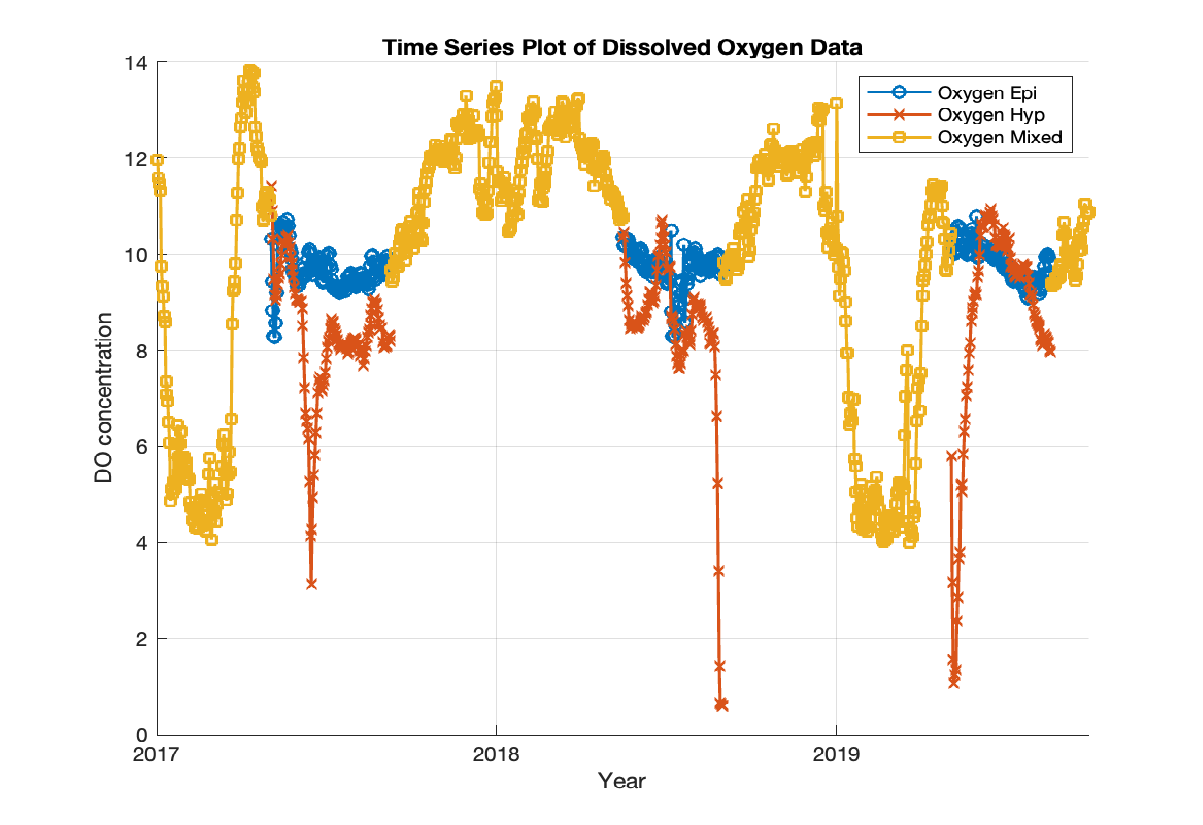 Time Series Plot of Dissolved Oxygen Data
14
12
10
8
6
4
2
0
DO concentration
2017
2018
2019
Year
Oxygen Epi
Oxygen Hyp
Oxygen Mixed